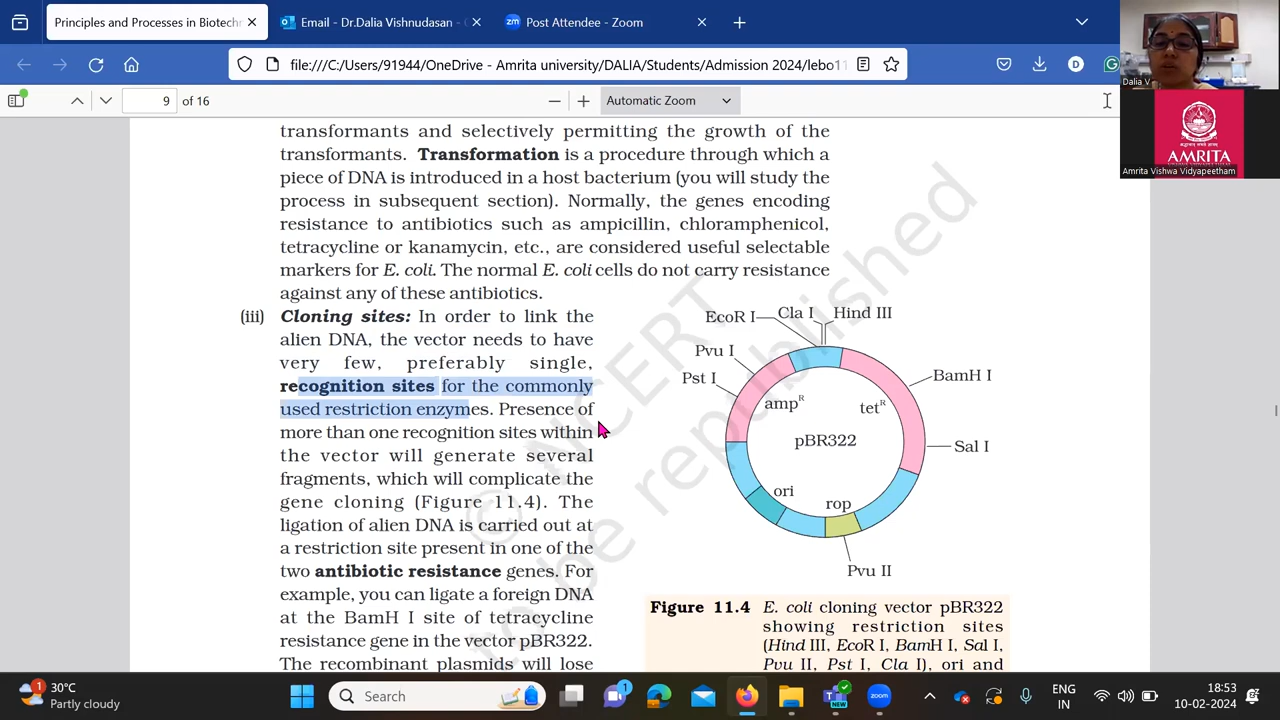 Principles and Processes in Biotechn
Email - Dr.Dalia Vishnudasan - O
Post Attendee - Zoom
file:///C:/Users/91944/OneDrive - Amrita university/DALIA/Students/Admission 2024/lebo11
9 of 16
Automatic Zoom
Dalia V
AMRITA
Amrita Vishwa Vidyapeetham
transformants and selectively permitting the growth of the
transformants. Transformation is a procedure through which a
piece of DNA is introduced in a host bacterium (you will study the
process in subsequent section). Normally, the genes encoding
resistance to antibiotics such as ampicillin, chloramphenicol,
tetracycline or kanamycin, etc., are considered useful selectable
markers for E. coli. The normal E. coli cells do not carry resistance
against any of these antibiotics.
(iii) Cloning sites: In order to link the
alien DNA, the vector needs to have
very few, preferably single,
recognition sites for the commonly
used restriction enzymes. Presence of
more than one recognition sites within
the vector will generate several
fragments, which will complicate the
gene cloning (Figure 11.4). The
ligation of alien DNA is carried out at
a restriction site present in one of the
two antibiotic resistance genes. For
example, you can ligate a foreign DNA
at the BamH I site of tetracycline
resistance gene in the vector pBR322.
The recombinant plasmids will lose
EcoR I
Cla I
Hind III
Pvu I
Pst I
BamH I
ampR
tetR
pBR322
Sal I
ori
rop
Pvu II
Figure 11.4 E. coli cloning vector pBR322
showing restriction sites
(Hind III, EcoR I, BamH I, Sal I,
Pvu II, Pst I, Cla I), ori and
© NCERT
to be republished
1
30°C
Partly cloudy
Search
1
NEW
zoom
ENG
IN
18:53
10-02-2024